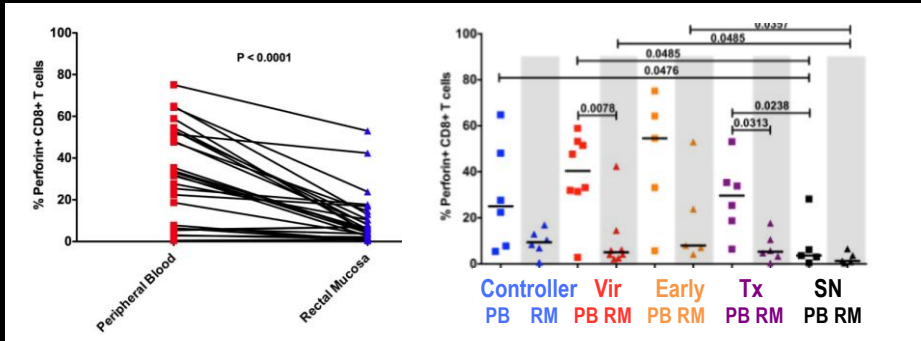 % Perforin+ CD8+ T cells
100
80
60
40
20
0
P < 0.0001
Peripheral Blood
Rectal Mucosa
% Perforin+ CD8+ T cells
100
80
60
40
20
0
0.0397
0.0485
0.0485
0.0476
0.0078
0.0238
0.0313
Controller Vir Early Tx SN
PB RM PB RM PB RM PB RM PB RM